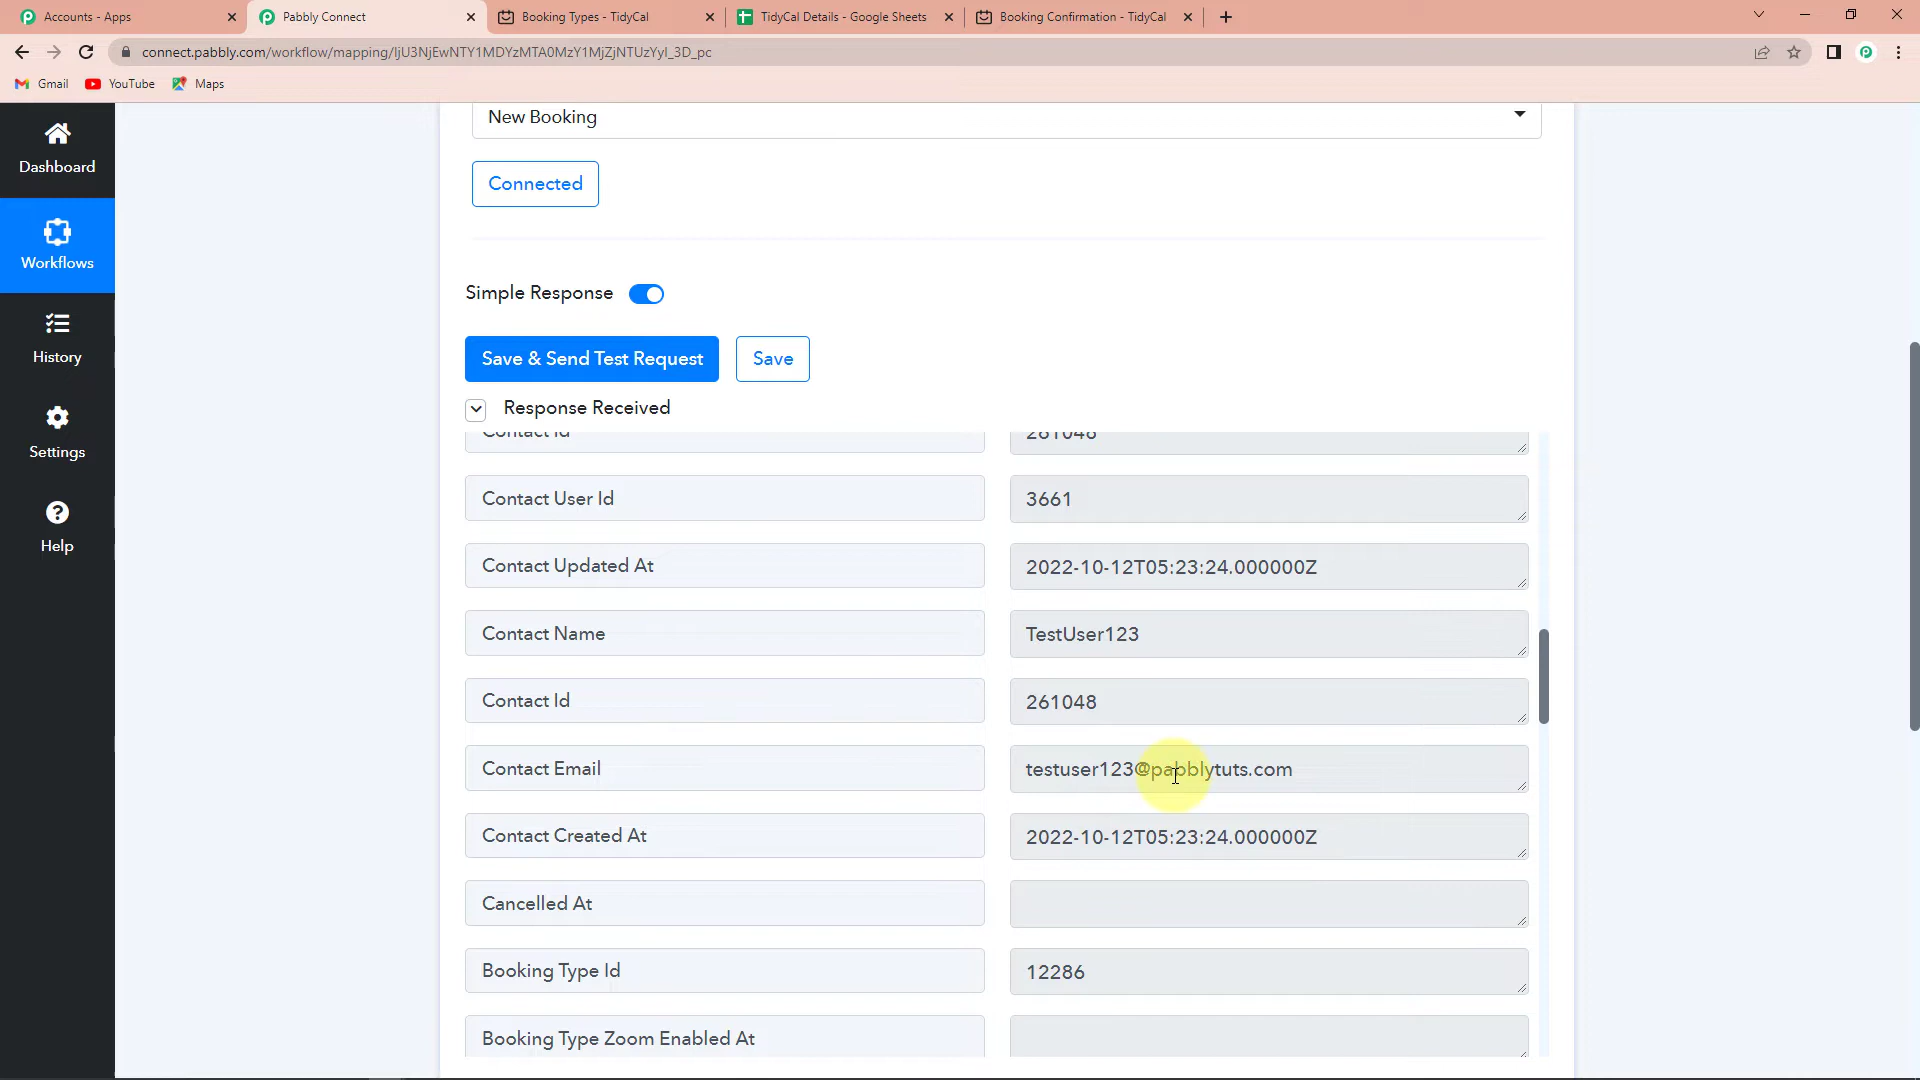 Accounts - Apps
Pabbly Connect
Booking Types - TidyCal
TidyCal Details - Google Sheets
Booking Confirmation - TidyCal
connect.pabbly.com/workflow/mapping/IjU3NjEwNTY1MDYzMTA0MzY1MjZjNTUzYyI_3D_pc
Gmail
YouTube
Maps
Dashboard
Workflows
History
Settings
Help
New Booking
Connected
Simple Response
Save & Send Test Request
Save
Response Received
Contact Id
261048
Contact User Id
3661
Contact Updated At
2022-10-12T05:23:24.000000Z
Contact Name
TestUser123
Contact Id
261048
Contact Email
testuser123@pabblytuts.com
Contact Created At
2022-10-12T05:23:24.000000Z
Cancelled At
Booking Type Id
12286
Booking Type Zoom Enabled At